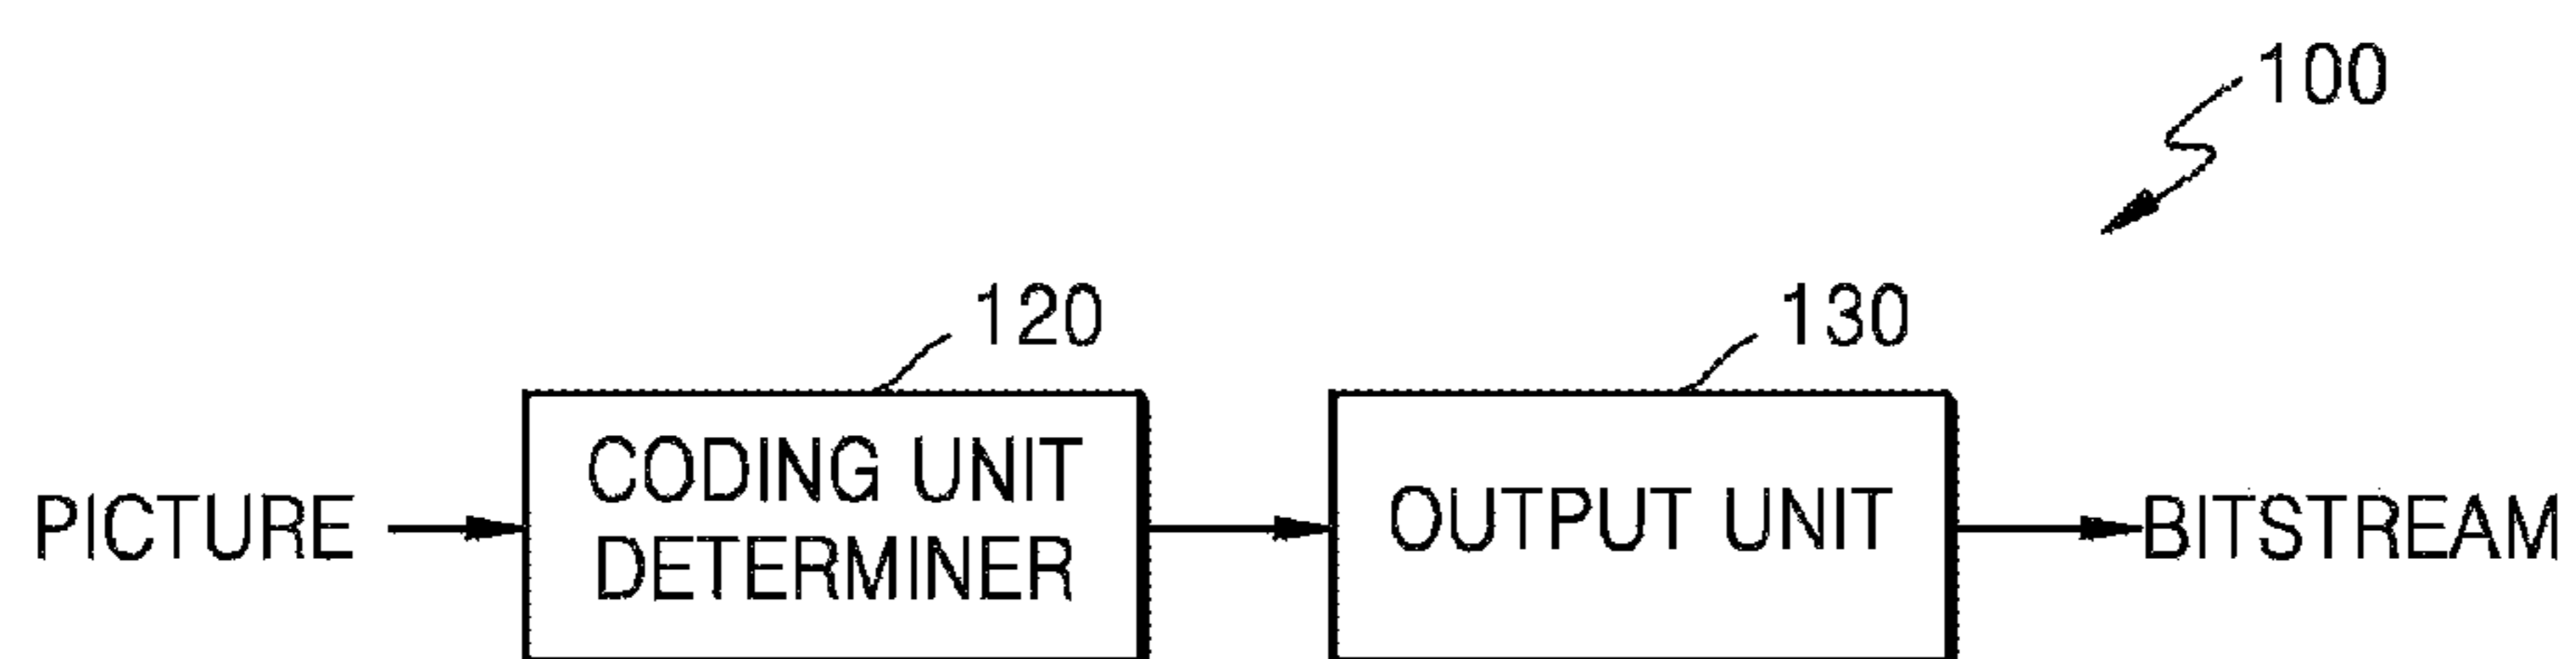 100
120
130
PICTURE
CODING UNIT
DETERMINER
OUTPUT UNIT
BITSTREAM